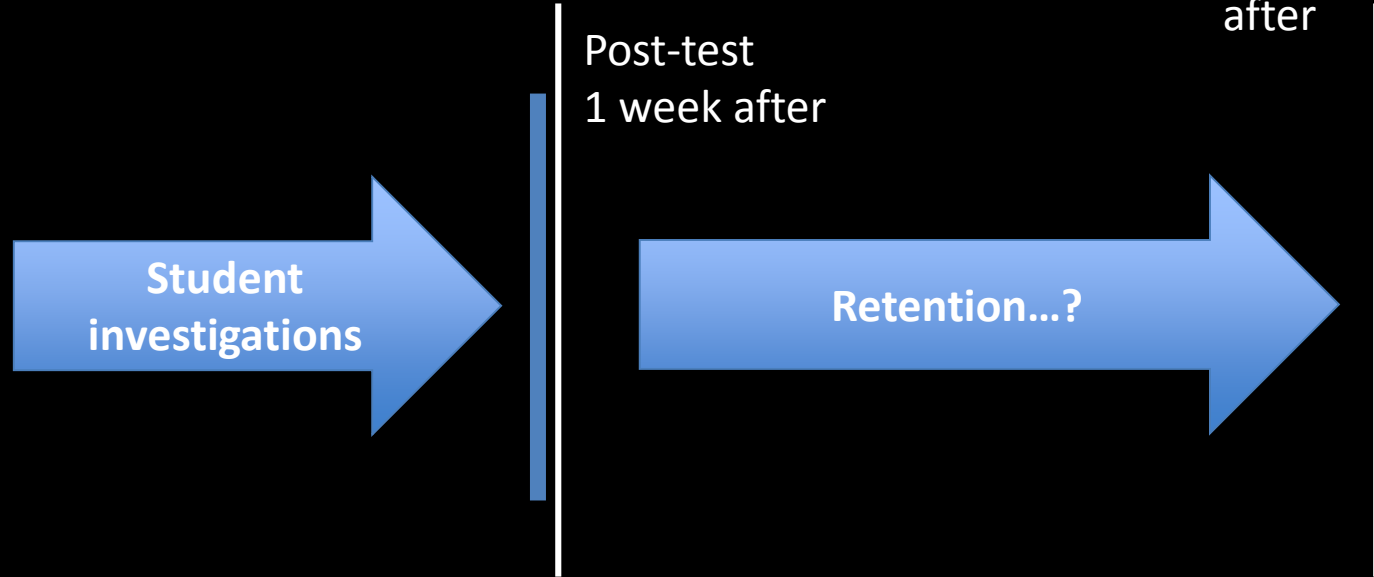 after
Post-test
1 week after
Student
investigations
Retention...?